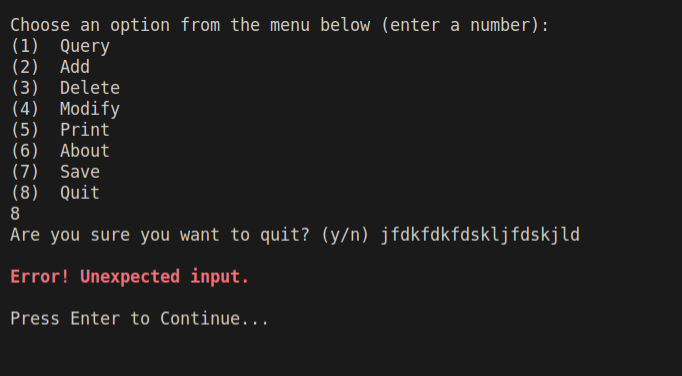 Choose an option from the menu below (enter a number):
(1)  Query
(2)  Add
(3)  Delete
(4)  Modify
(5)  Print
(6)  About
(7)  Save
(8)  Quit
8
Are you sure you want to quit? (y/n) jfdkfdkfdskljfdskjld
Error! Unexpected input.
Press Enter to Continue...